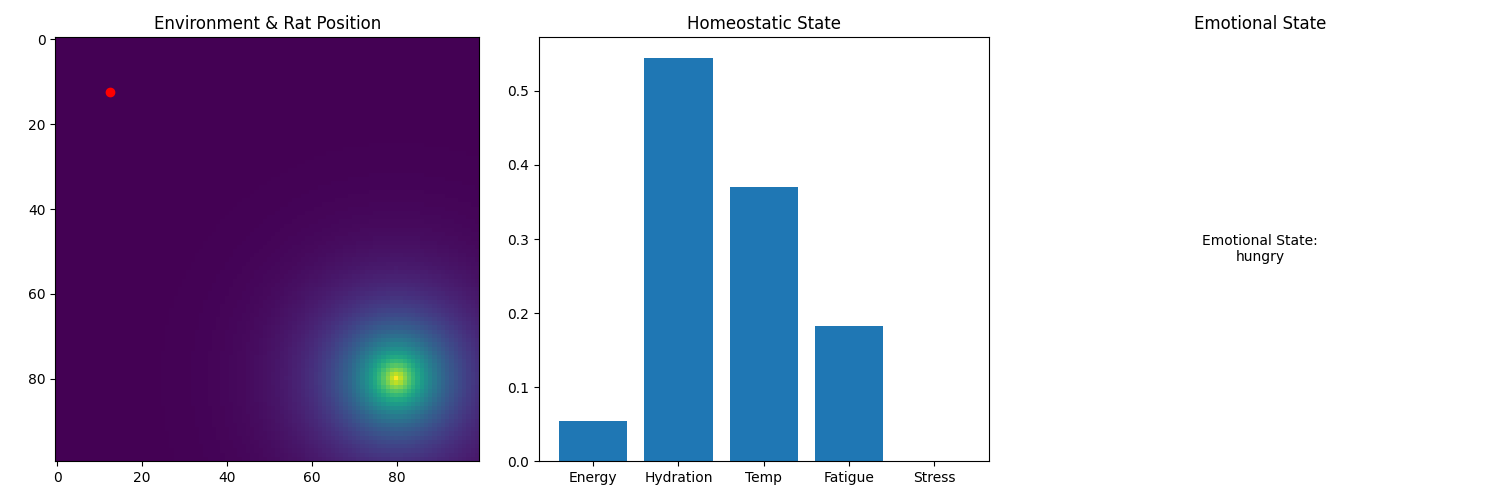 Environment & Rat Position
0
20
40
60
80
0 20 40 60 80
Homeostatic State
0.5
0.4
0.3
0.2
0.1
0.0
Energy Hydration Temp Fatigue Stress
Emotional State
Emotional State:
hungry